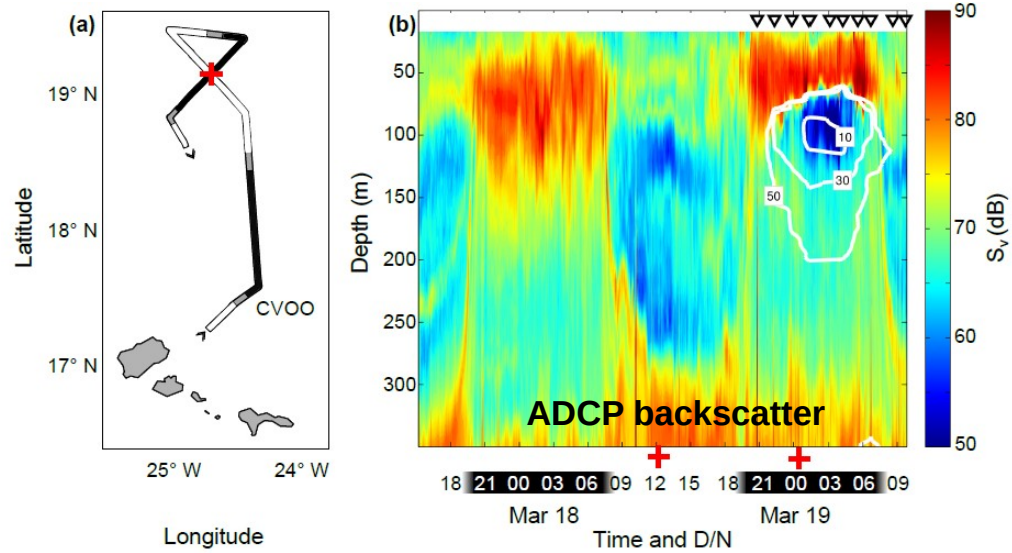 (a)
19° N
18° N
17° N
Latitude
CVOO
25 °W
24 °W
Longitude
(b)
50
100
150
200
250
300
Depth (m)
10
30
50
ADCP backscatter
18 21 00 03 06 09 12 15 18 21 00 03 06 09
Mar 18
Mar 19
Time and D/N
90
80
70
60
50
Sv (dB)